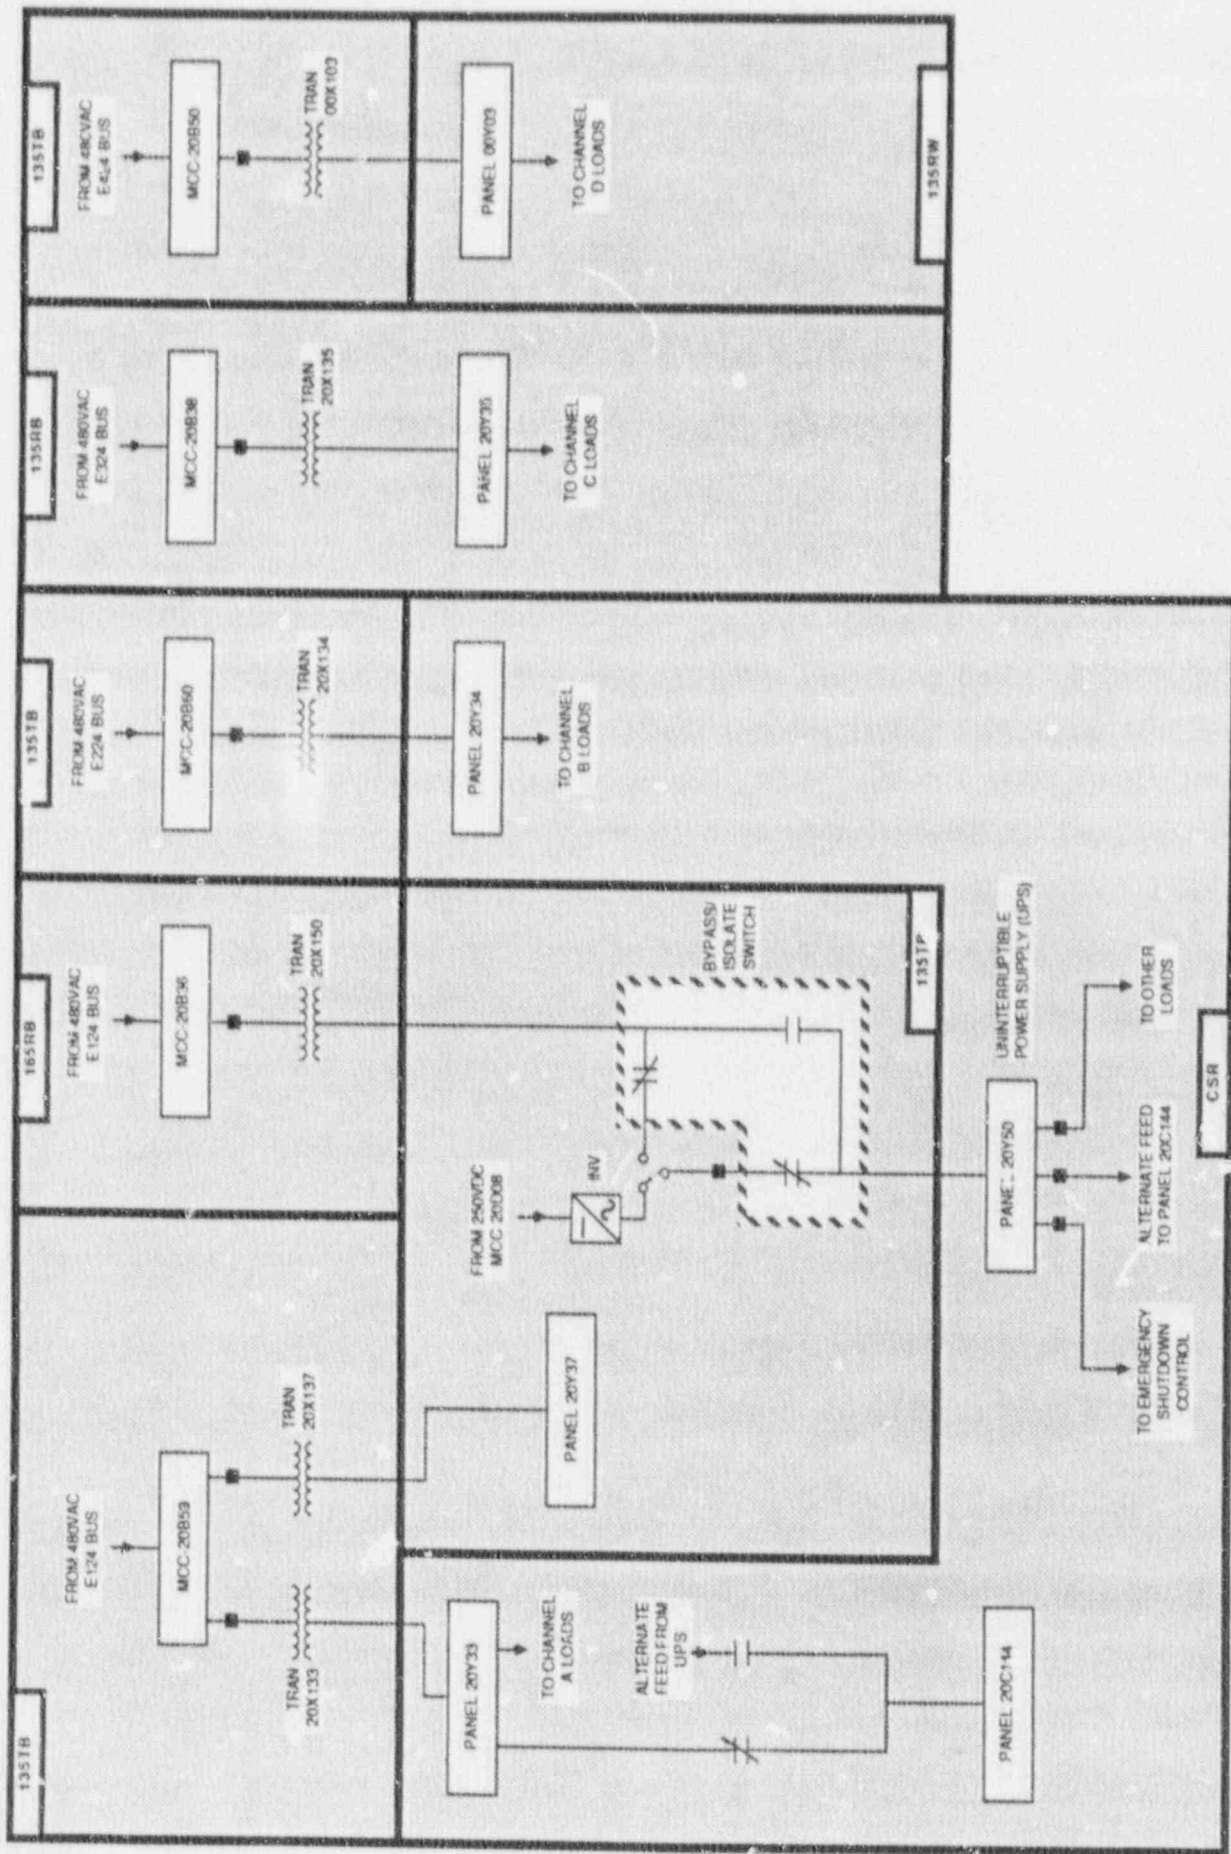 135TB
FROM 480VAC
E124 BUS
MCC-20B59
TRAN
20X133
TRAN
20X137
PANEL 20Y33
TO CHANNEL
A LOADS
ALTERNATE
FEED FROM
UPS
PANEL 20C144
PANEL 20Y37
165RB
FROM 480VAC
E124 BUS
MCC-20B36
TRAN
20X150
FROM 250VDC
MCC 20D08
INV
BYPASS/
ISOLATE
SWITCH
135TP
UNINTERRUPTIBLE
POWER SUPPLY (UPS)
PANEL 20Y50
TO EMERGENCY
SHUTDOWN
CONTROL
ALTERNATE FEED
TO PANEL 20C144
TO OTHER
LOADS
CSR
135TB
FROM 480VAC
E224 BUS
MCC-20B60
TRAN
20X134
PANEL 20Y34
TO CHANNEL
B LOADS
135RB
FROM 480VAC
E324 BUS
MCC-20B38
TRAN
20X135
PANEL 20Y35
TO CHANNEL
C LOADS
135TB
FROM 480VAC
E424 BUS
MCC-20B50
TRAN
00X103
PANEL 00Y03
TO CHANNEL
D LOADS
135RW